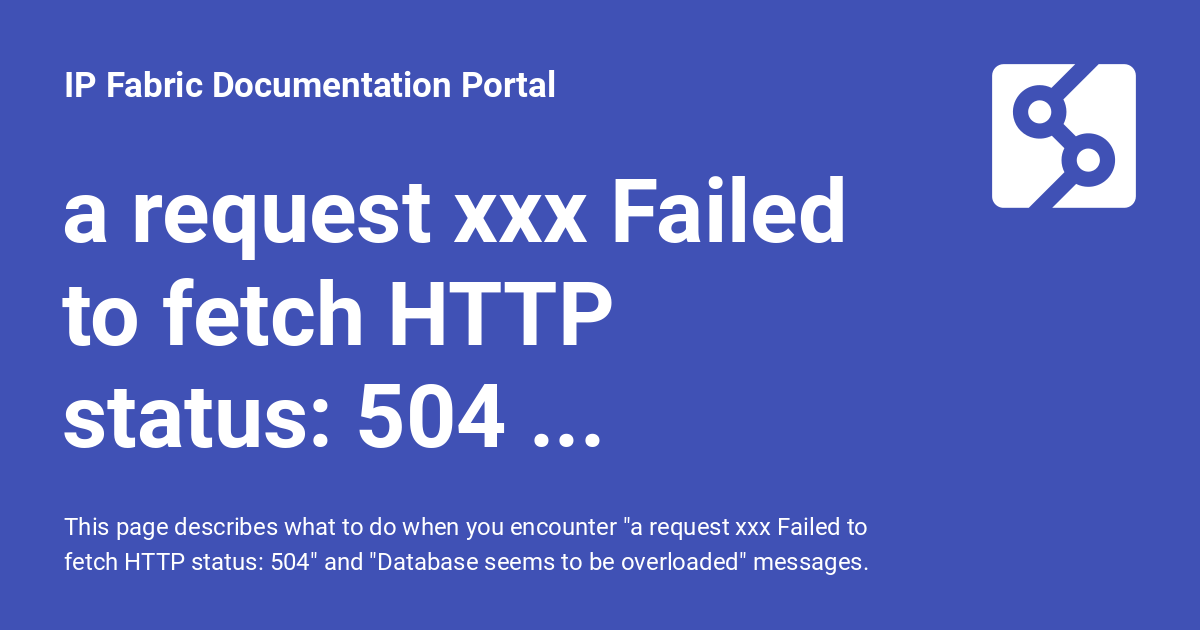 IP Fabric Documentation Portal
a request xxx Failed
to fetch HTTP
status: 504 ...
This page describes what to do when you encounter "a request xxx Failed to
fetch HTTP status: 504" and "Database seems to be overloaded" messages.